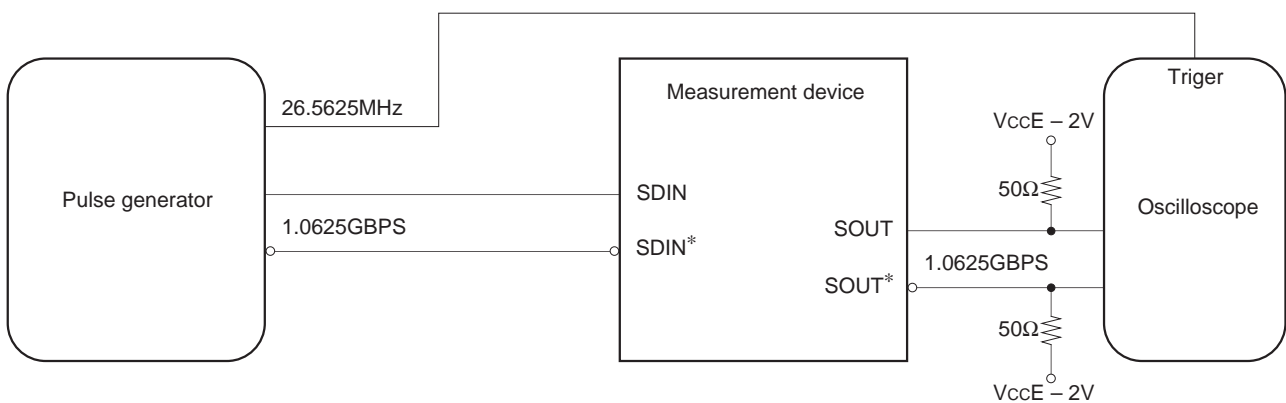 Triger
Measurement device
26.5625MHz
VccE – 2V
50Ω
Pulse generator
SDIN
Oscilloscope
1.0625GBPS
SDIN*
SOUT
1.0625GBPS
SOUT*
50Ω
VccE – 2V